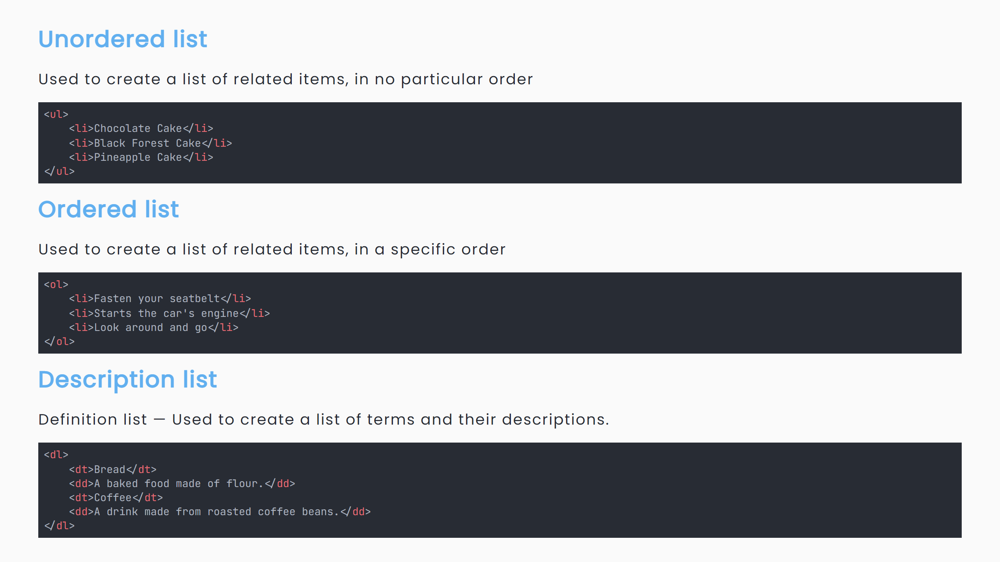 Unordered list
Used to create a list of related items, in no particular order
<ul>
    <li>Chocolate Cake</li>
    <li>Black Forest Cake</li>
    <li>Pineapple Cake</li>
</ul>
Ordered list
Used to create a list of related items, in a specific order
<ol>
    <li>Fasten your seatbelt</li>
    <li>Starts the car's engine</li>
    <li>Look around and go</li>
</ol>
Description list
Definition list — Used to create a list of terms and their descriptions.
<dl>
    <dt>Bread</dt>
    <dd>A baked food made of flour.</dd>
    <dt>Coffee</dt>
    <dd>A drink made from roasted coffee beans.</dd>
</dl>